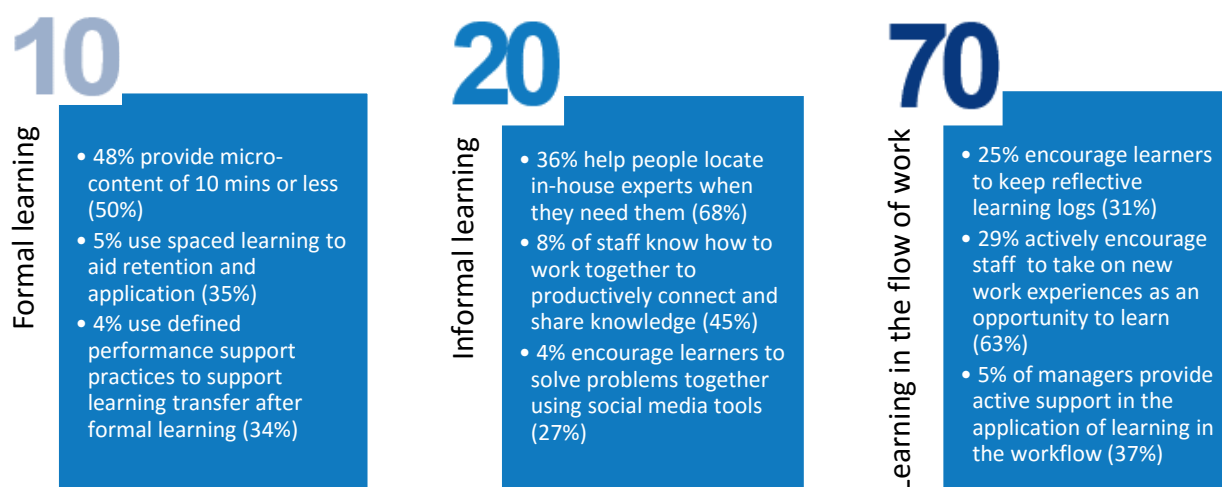 10
Formal learning
• 48% provide micro-
content of 10 mins or less
(50%)
• 5% use spaced learning to
aid retention and
application (35%)
• 4% use defined
performance support
practices to support
learning transfer after
formal learning (34%)
20
Informal learning
• 36% help people locate
in-house experts when
they need them (68%)
• 8% of staff know how to
work together to
productively connect and
share knowledge (45%)
• 4% encourage learners to
solve problems together
using social media tools
(27%)
70
Learning in the flow of work
• 25% encourage learners
to keep reflective
learning logs (31%)
• 29% actively encourage
staff  to take on new
work experiences as an
opportunity to learn
(63%)
• 5% of managers provide
active support in the
application of learning in
the workflow (37%)